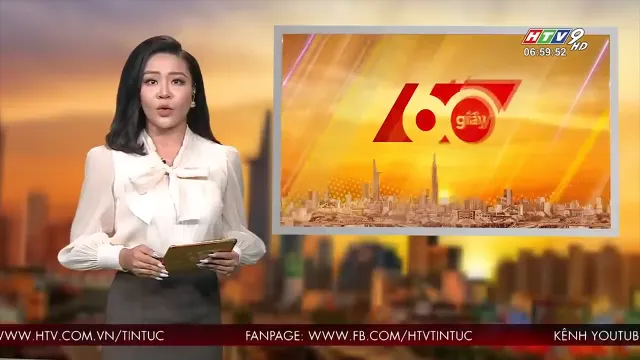 HTV9 HD
06:59:52
60 giây
WWW.HTV.COM.VN/TINTUC FANPAGE: WWW.FB.COM/HTVTINTUC KÊNH YOUTUB